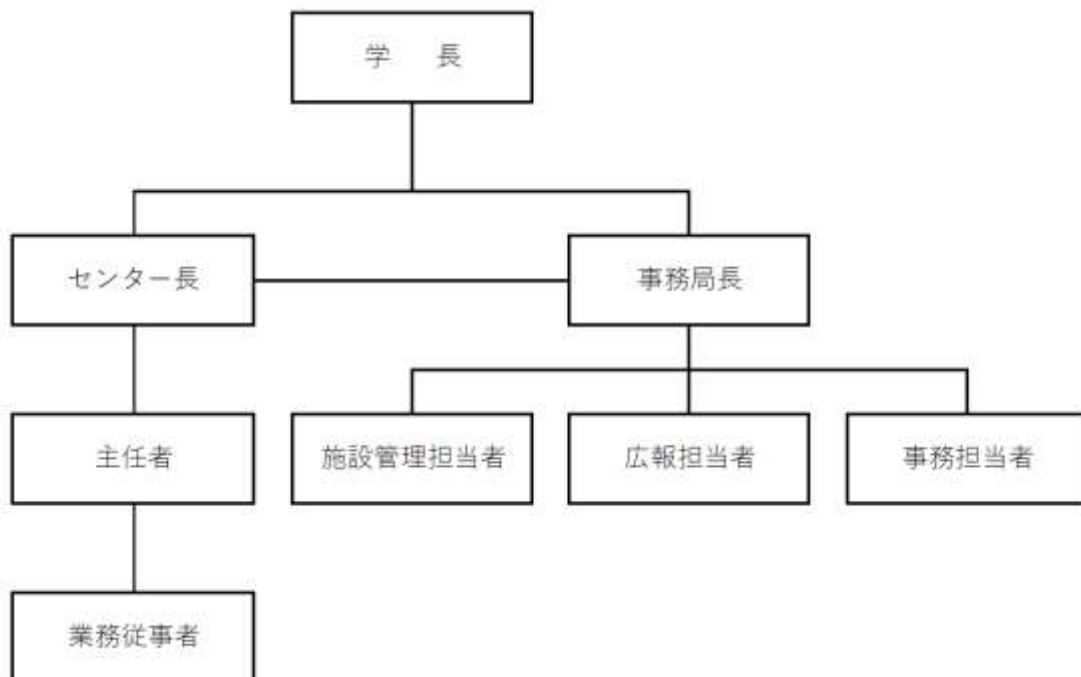 学　長
センター長
事務局長
主任者
施設管理担当者
広報担当者
事務担当者
業務従事者